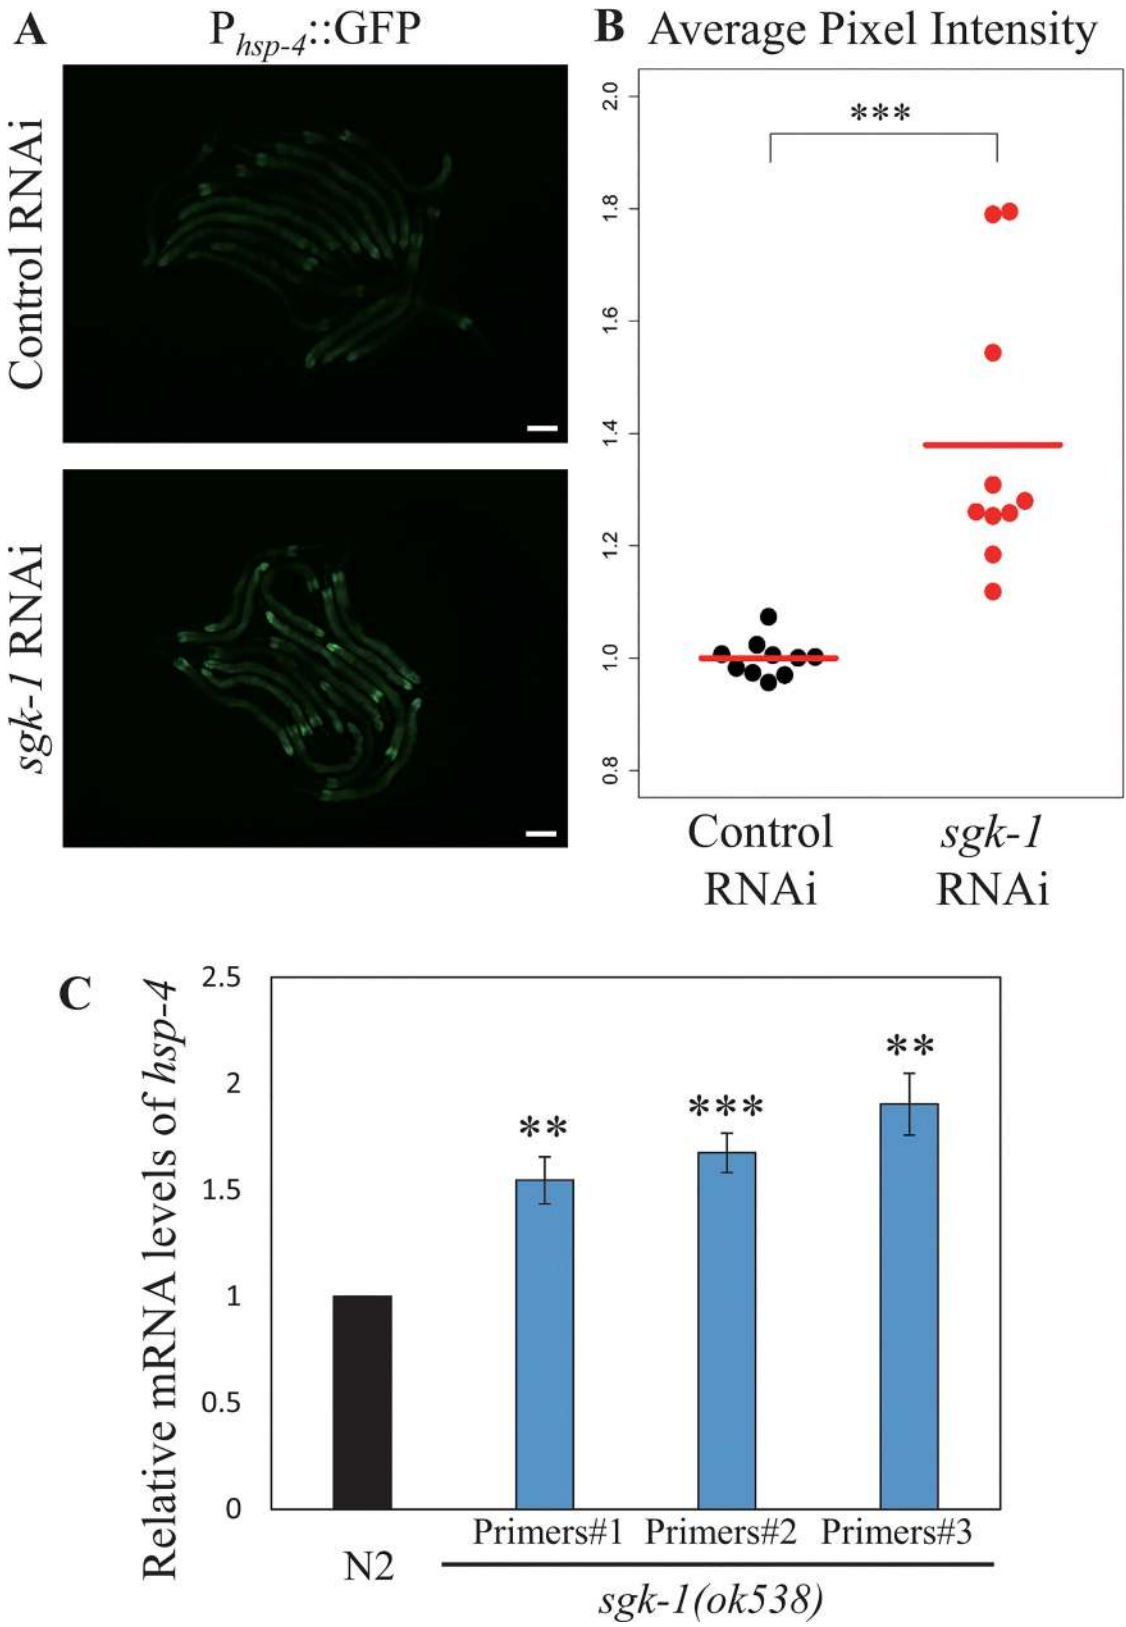 A
P hsp-4::GFP
Control RNAi
sgk-1 RNAi
B Average Pixel Intensity
***
2.0
1.8
1.6
1.4
1.2
1.0
0.8
Control
RNAi
sgk-1
RNAi
C
Relative mRNA levels of hsp-4
2.5
2
1.5
1
0.5
0
**
***
**
N2
Primers#1 Primers#2 Primers#3
sgk-1(ok538)